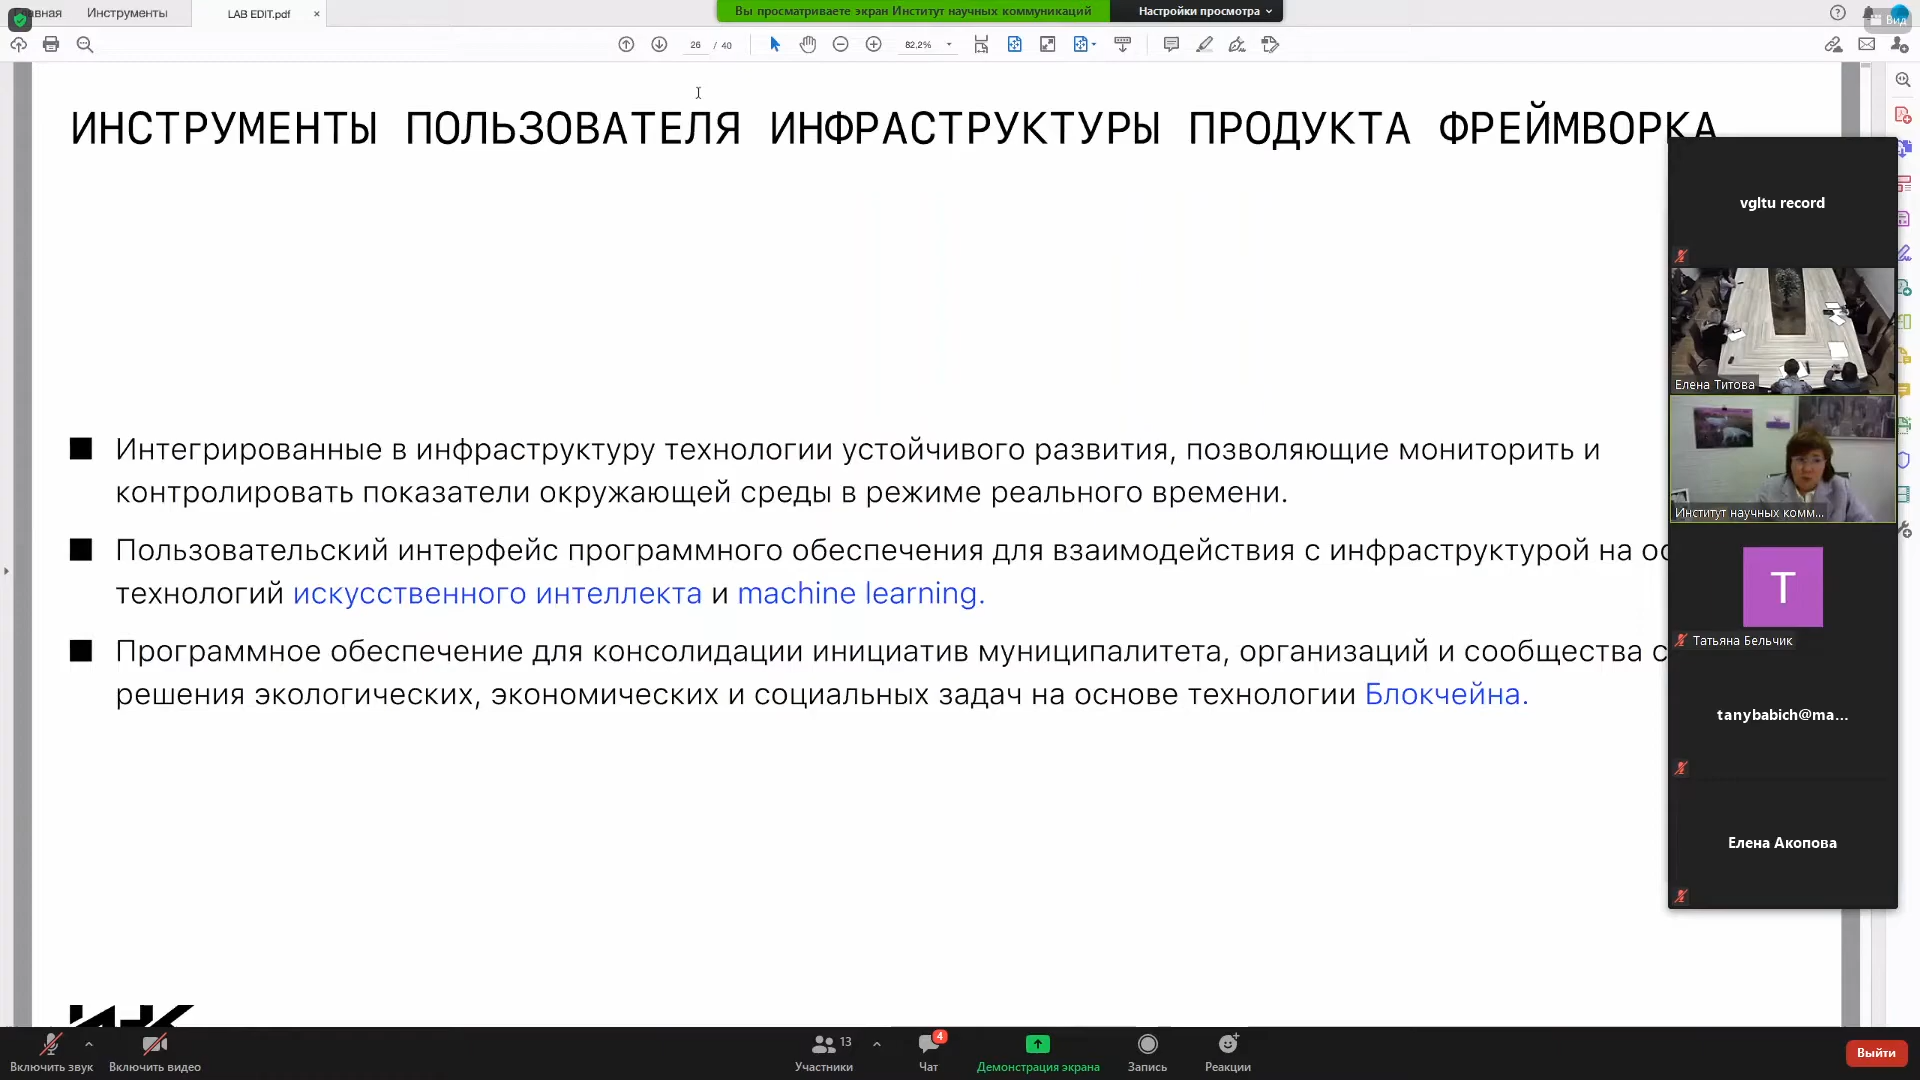 Инструменты
LAB EDIT.pdf
Вы просматриваете экран Институт научных коммуникаций
Настройки просмотра
Вид
26 / 40
82,2%
ИНСТРУМЕНТЫ ПОЛЬЗОВАТЕЛЯ ИНФРАСТРУКТУРЫ ПРОДУКТА ФРЕЙМВОРКА
Интегрированные в инфраструктуру технологии устойчивого развития, позволяющие мониторить и
контролировать показатели окружающей среды в режиме реального времени.
Пользовательский интерфейс программного обеспечения для взаимодействия с инфраструктурой на ос
технологий искусственного интеллекта и machine learning.
Программное обеспечение для консолидации инициатив муниципалитета, организаций и сообщества с
решения экологических, экономических и социальных задач на основе технологии Блокчейна.
vgltu record
Елена Титова
Институт научных комм...
Т
Татьяна Бельчик
tanybabich@ma...
Елена Акопова
ИНК
Включить звук
Включить видео
13
Участники
4
Чат
Демонстрация экрана
Запись
Реакции
Выйти